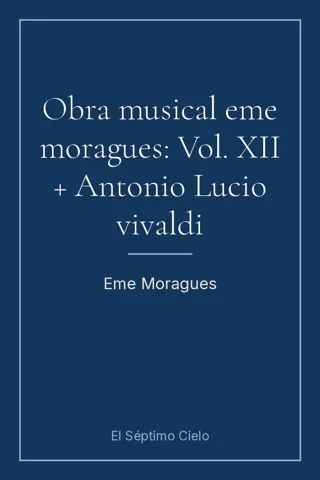 Obra musical eme
moragues: Vol. XII
+ Antonio Lucio
vivaldi
Eme Moragues
El Séptimo Cielo